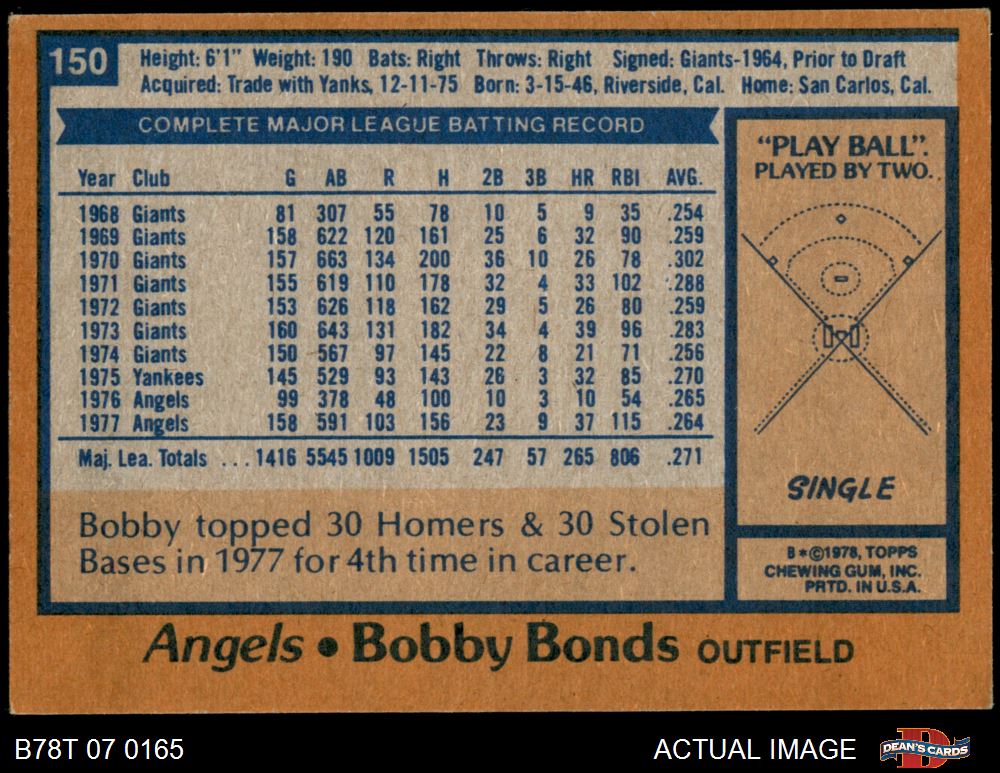 150
Height: 6'1" Weight: 190 Bats: Right Throws: Right Signed: Giants-1964, Prior to Draft
Acquired: Trade with Yanks, 12-11-75 Born: 3-15-46, Riverside, Cal. Home: San Carlos, Cal.
COMPLETE MAJOR LEAGUE BATTING RECORD
Year Club G AB R H 2B 3B HR RBI AVG.
1968 Giants 81 307 55 78 10 5 9 35 .254
1969 Giants 158 622 120 161 25 6 32 90 .259
1970 Giants 157 663 134 200 36 10 26 78 .302
1971 Giants 155 619 110 178 32 4 33 102 .288
1972 Giants 153 626 118 162 29 5 26 80 .259
1973 Giants 160 643 131 182 34 4 39 96 .283
1974 Giants 150 567 97 145 22 8 21 71 .256
1975 Yankees 145 529 93 143 26 3 32 85 .270
1976 Angels 99 378 48 100 10 3 10 54 .265
1977 Angels 158 591 103 156 23 9 37 115 .264
Maj. Lea. Totals ... 1416 5545 1009 1505 247 57 265 806 .271
Bobby topped 30 Homers & 30 Stolen
Bases in 1977 for 4th time in career.
"PLAY BALL".
PLAYED BY TWO.
SINGLE
B*©1978, TOPPS
CHEWING GUM, INC.
PRTD. IN U.S.A.
Angels • Bobby Bonds OUTFIELD
B78T 07 0165
ACTUAL IMAGE
DEAN'S CARDS